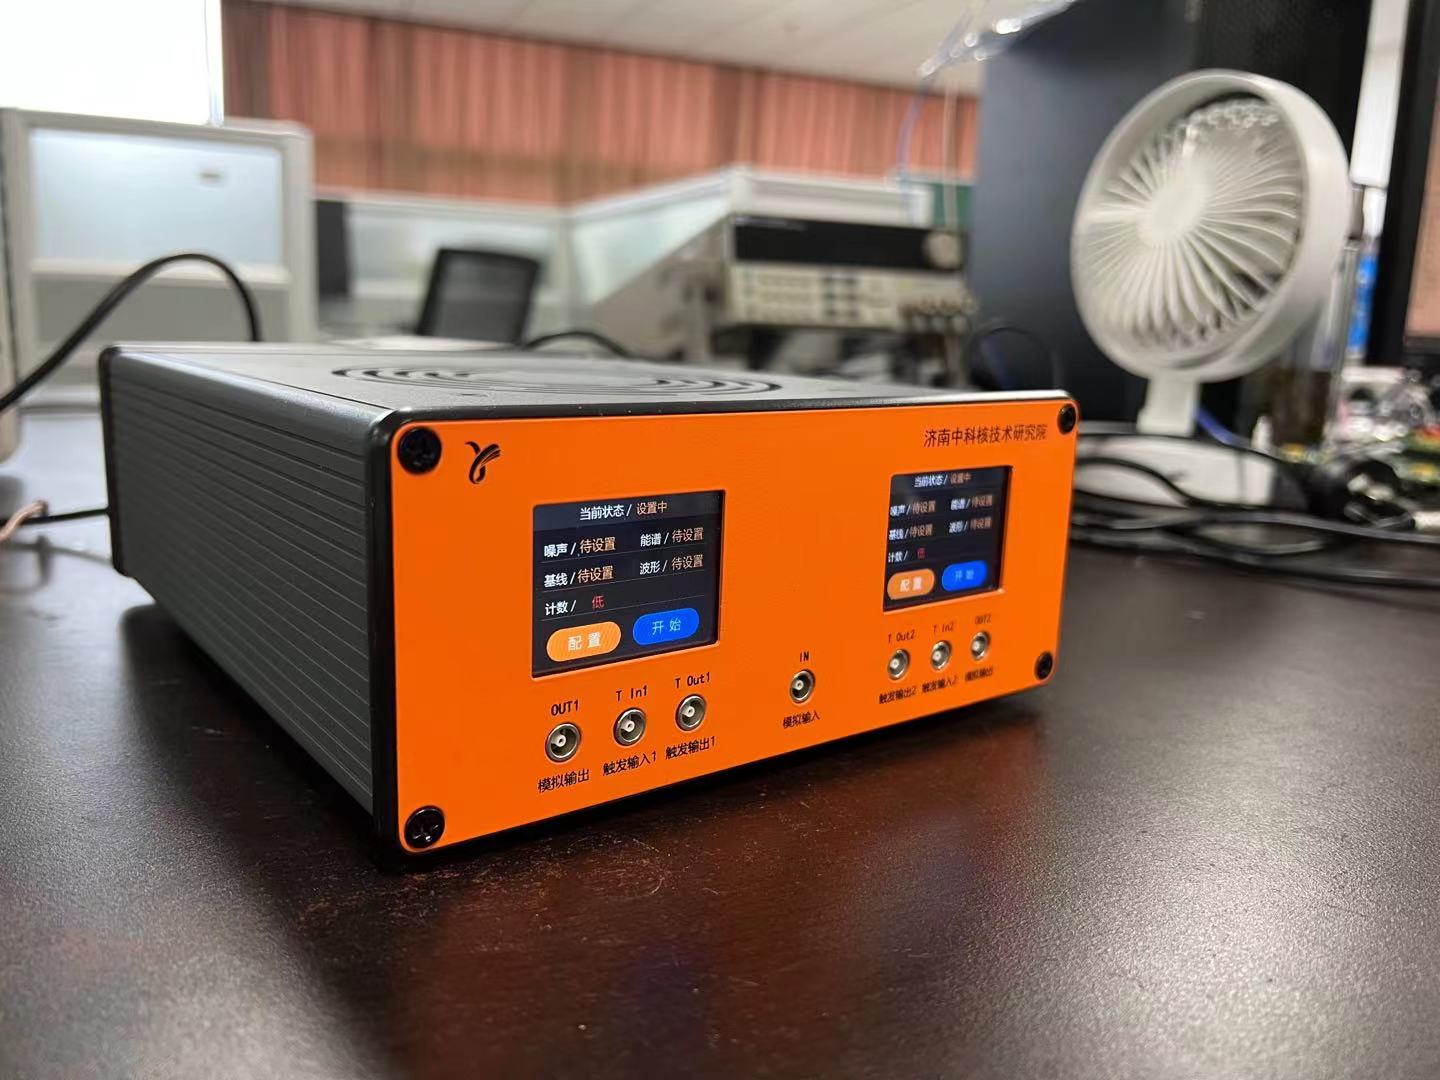 济南中科核技术研究院
当前状态 / 设置中
噪声 / 待设置 能谱 / 待设置
基线 / 待设置 波形 / 待设置
计数 / 低
配置 开始
当前状态 / 设置中
噪声 / 待设置 能谱 / 待设置
基线 / 待设置 波形 / 待设置
计数 / 低
配置 开始
OUT1 T In1 T Out1
模拟输出 触发输入1 触发输出1
IN
模拟输入
T Out2 T In2 OUT2
触发输出2 触发输入2 模拟输出